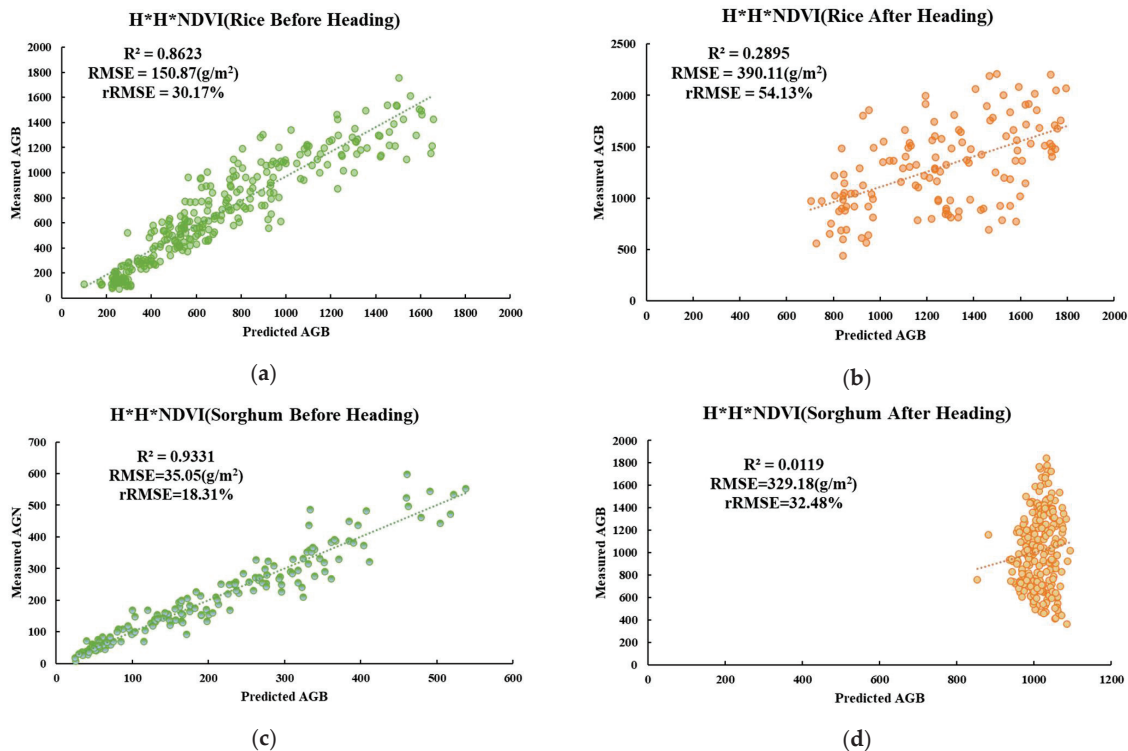 H*H*NDVI(Rice Before Heading)
R² = 0.8623
RMSE = 150.87(g/m²)
rRMSE = 30.17%
Measured AGB
2000
1800
1600
1400
1200
1000
800
600
400
200
0
0 200 400 600 800 1000 1200 1400 1600 1800 2000
Predicted AGB
(a)
H*H*NDVI(Rice After Heading)
R² = 0.2895
RMSE = 390.11(g/m²)
rRMSE = 54.13%
Measured AGB
2500
2000
1500
1000
500
0
0 200 400 600 800 1000 1200 1400 1600 1800 2000
Predicted AGB
(b)
H*H*NDVI(Sorghum Before Heading)
R² = 0.9331
RMSE=35.05(g/m²)
rRMSE=18.31%
Measured AGN
700
600
500
400
300
200
100
0
0 100 200 300 400 500 600
Predicted AGB
(c)
H*H*NDVI(Sorghum After Heading)
R² = 0.0119
RMSE=329.18(g/m²)
rRMSE=32.48%
Measured AGB
2000
1800
1600
1400
1200
1000
800
600
400
200
0
0 200 400 600 800 1000 1200
Predicted AGB
(d)